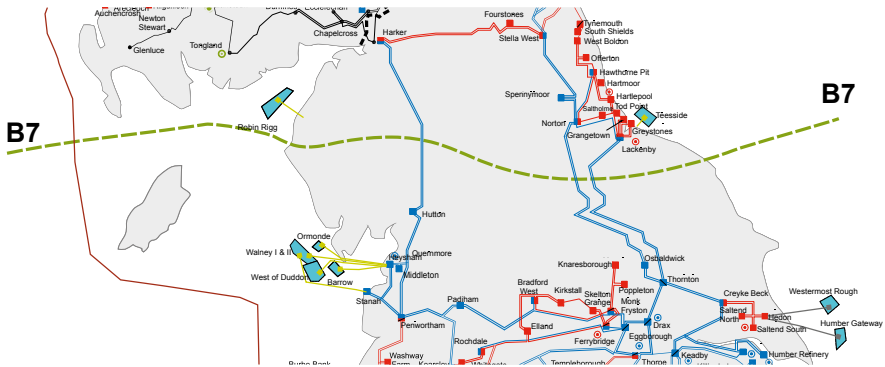 Auchencrosh
Newton
Stewart
Glenluce
Tongland
Chapelcross
Harker
Fourstones
Stella West
Tynemouth
South Shields
West Boldon
Offerton
Hawthorne Pit
Hartmoor
Hartlepool
Saltholme
Tod Point
Teesside
Spennymoor
Norton
Greystones
Grangetown
Lackenby
B7
B7
Robin Rigg
Hutton
Ormonde
Walney I & II
Heysham
Quernmore
Middleton
West of Duddon
Barrow
Stanah
Padiham
Penwortham
Rochdale
Washway
Farm
Kearsley
Whitegate
Bradford
West
Kirkstall
Skelton
Grange
Elland
Knaresborough
Poppleton
Monk
Fryston
Osbaldwick
Thornton
Drax
Eggborough
Ferrybridge
Templeborough
Thorpe
Keadby
Creyke Beck
Saltend
North
Hedon
Saltend South
Westermost Rough
Humber Gateway
Humber Refinery